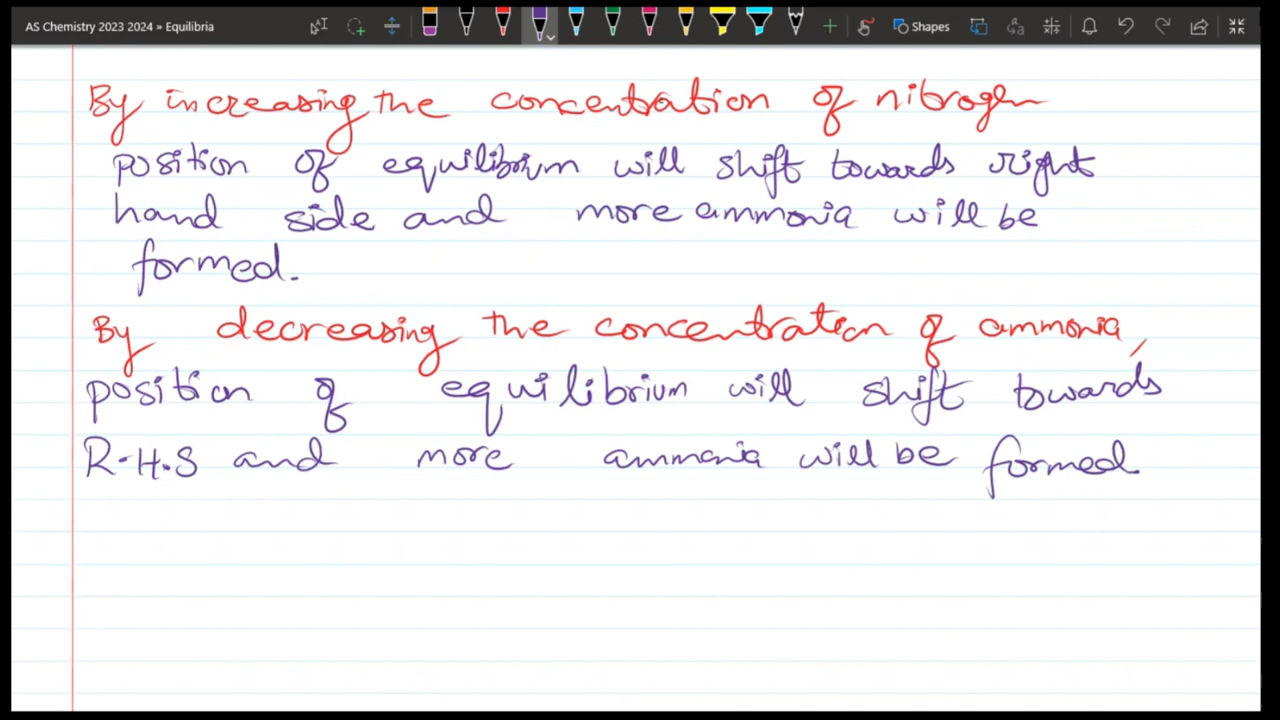 AS Chemistry 2023 2024 » Equilibria
Shapes
By increasing the concentration of nitrogen
position of equilibrium will shift towards right
hand side and more ammonia will be
formed.
By decreasing the concentration of ammonia,
position of equilibrium will shift towards
R.H.S and more ammonia will be formed